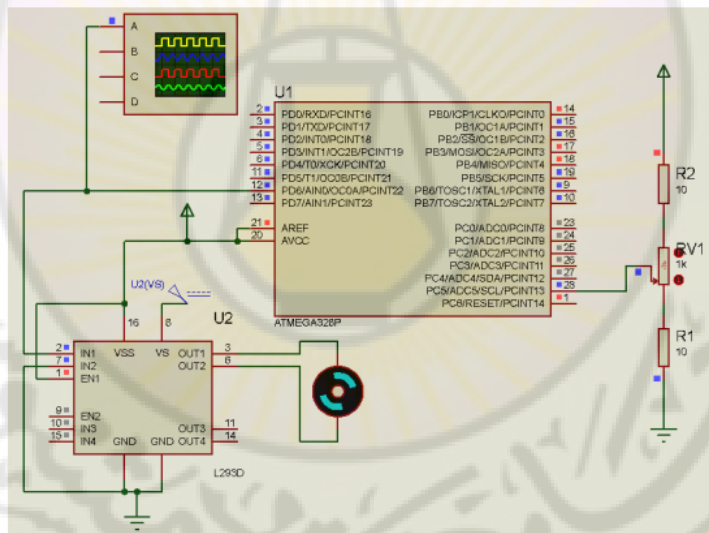 A
B
C
D
U1
2 PD0/RXD/PCINT16 PB0/ICP1/CLKO/PCINT0 14
3 PD1/TXD/PCINT17 PB1/OC1A/PCINT1 15
4 PD2/INT0/PCINT18 PB2/SS/OC1B/PCINT2 16
5 PD3/INT1/OC2B/PCINT19 PB3/MOSI/OC2A/PCINT3 17
6 PD4/T0/XCK/PCINT20 PB4/MISO/PCINT4 18
11 PD5/T1/OC0B/PCINT21 PB5/SCK/PCINT5 19
12 PD6/AIN0/OC0A/PCINT22 PB6/TOSC1/XTAL1/PCINT6 9
13 PD7/AIN1/PCINT23 PB7/TOSC2/XTAL2/PCINT7 10
21 AREF PC0/ADC0/PCINT8 23
20 AVCC PC1/ADC1/PCINT9 24
PC2/ADC2/PCINT10 25
PC3/ADC3/PCINT11 26
PC4/ADC4/SDA/PCINT12 27
PC5/ADC5/SCL/PCINT13 28
PC6/RESET/PCINT14 1
ATMEGA328P
R2
10
RV1
1k
R1
10
U2(VS)
16 8 U2
2 IN1 VSS VS OUT1 3
7 IN2 OUT2 6
1 EN1
9 EN2
10 IN3 OUT3 11
15 IN4 GND GND OUT4 14
L293D